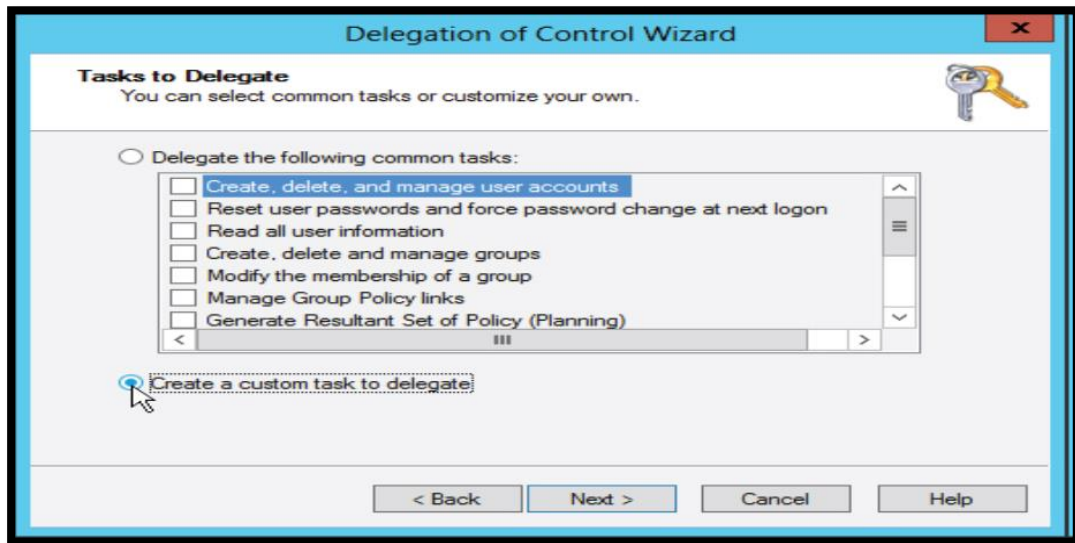 Delegation of Control Wizard
Tasks to Delegate
You can select common tasks or customize your own.
Delegate the following common tasks:
Create, delete, and manage user accounts
Reset user passwords and force password change at next logon
Read all user information
Create, delete and manage groups
Modify the membership of a group
Manage Group Policy links
Generate Resultant Set of Policy (Planning)
Create a custom task to delegate
< Back Next > Cancel Help